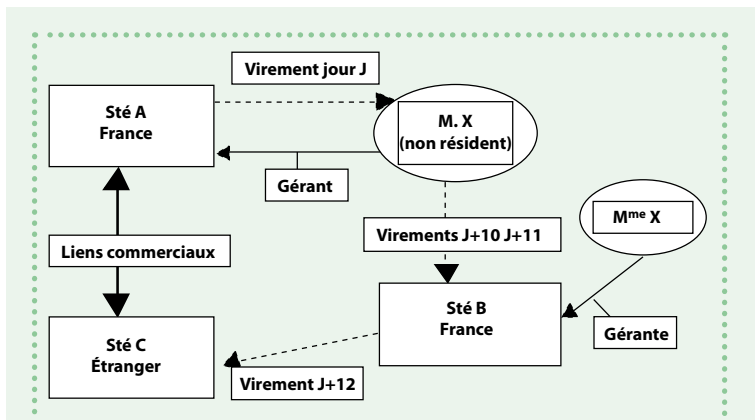 Virement jour J
Sté A
France
M. X
(non résident)
Gérant
Mme X
Virements J+10 J+11
Liens commerciaux
Sté B
France
Sté C
Étranger
Gérante
Virement J+12